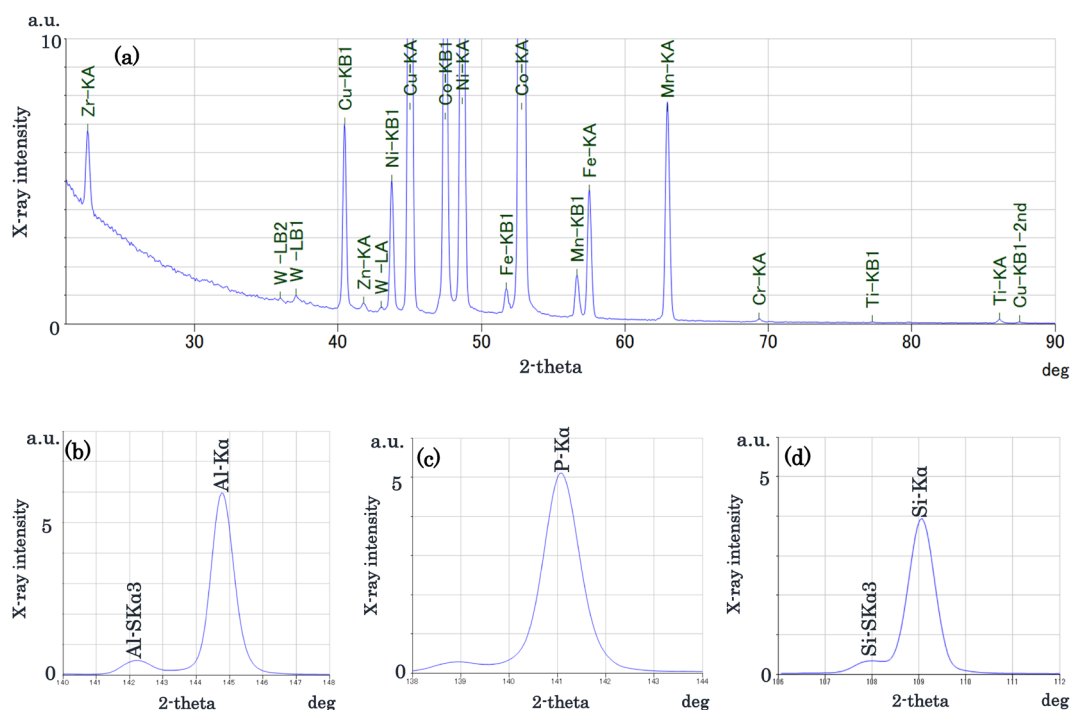 a.u.
10
(a)
X-ray intensity
0
Zr-KA
W -LB2
W -LB1
Cu-KB1
Zn-KA
W -LA
Ni-KB1
Cu-KA
Co-KB1
Ni-KA
Fe-KB1
Co-KA
Mn-KB1
Fe-KA
Mn-KA
Cr-KA
Ti-KB1
Ti-KA
Cu-KB1-2nd
30 40 50 60 70 80 90
2-theta deg
a.u.
(b)
X-ray intensity
5
0
Al-SKα3
Al-Kα
140 141 142 143 144 145 146 147 148
2-theta deg
a.u.
(c)
X-ray intensity
5
0
P-Kα
138 139 140 141 142 143 144
2-theta deg
a.u.
(d)
X-ray intensity
5
0
Si-SKα3
Si-Kα
106 107 108 109 110 111 112
2-theta deg